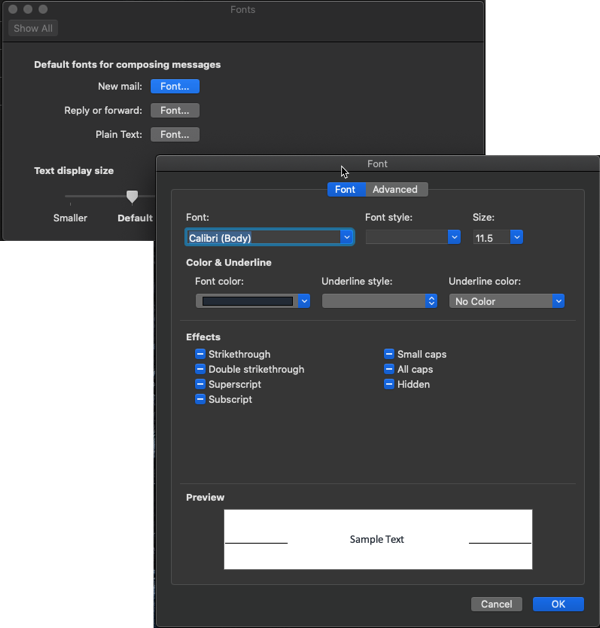 Fonts
Show All
Default fonts for composing messages
New mail: Font...
Reply or forward: Font...
Plain Text: Font...
Text display size
Smaller Default
Font
Font Advanced
Font: Font style: Size:
Calibri (Body) 11.5
Color & Underline
Font color: Underline style: Underline color:
No Color
Effects
Strikethrough Small caps
Double strikethrough All caps
Superscript Hidden
Subscript
Preview
Sample Text
Cancel OK